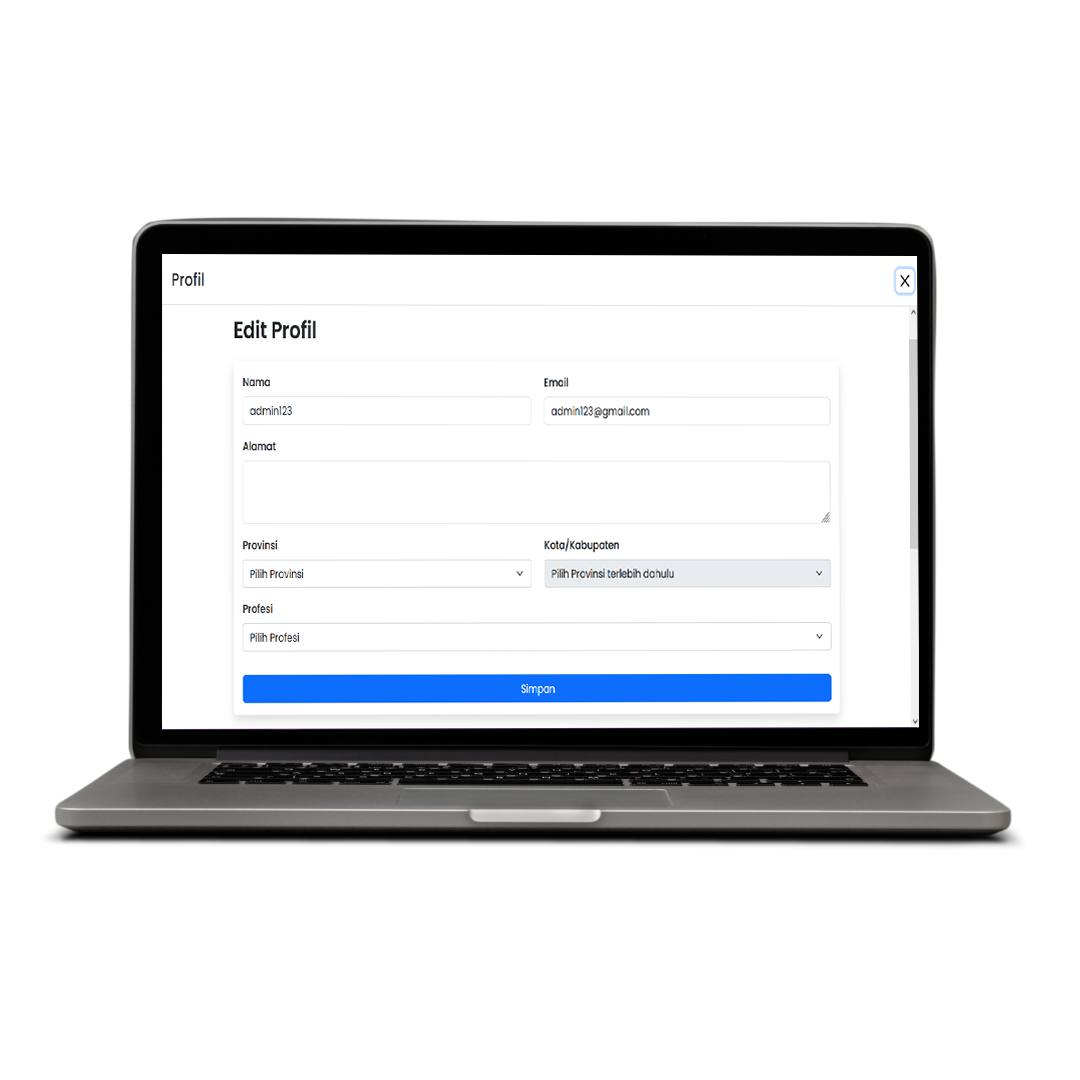 Profil
X
Edit Profil
Nama
Email
admin123
admin123@gmail.com
Alamat
Provinsi
Kota/Kabupaten
Pilih Provinsi
Pilih Provinsi terlebih dahulu
Profesi
Pilih Profesi
Simpan